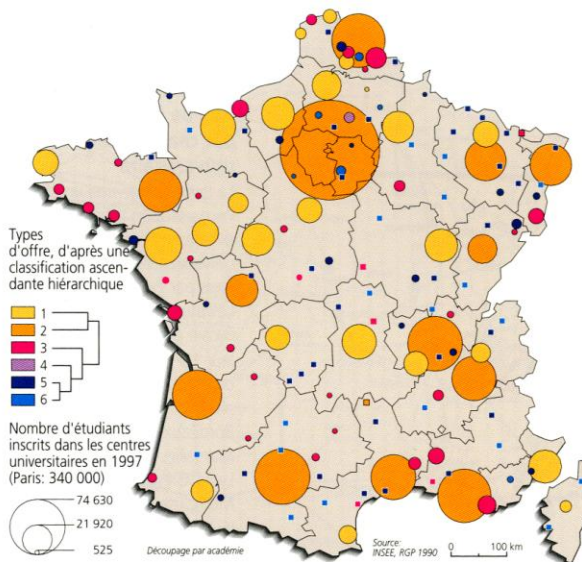 Types
d'offre, d'après une
classification ascen-
dante hiérarchique
1
2
3
4
5
6
Nombre d'étudiants
inscrits dans les centres
universitaires en 1997
(Paris: 340 000)
74 630
21 920
525
Découpage par académie
Source:
INSEE, RGP 1990
0 100 km